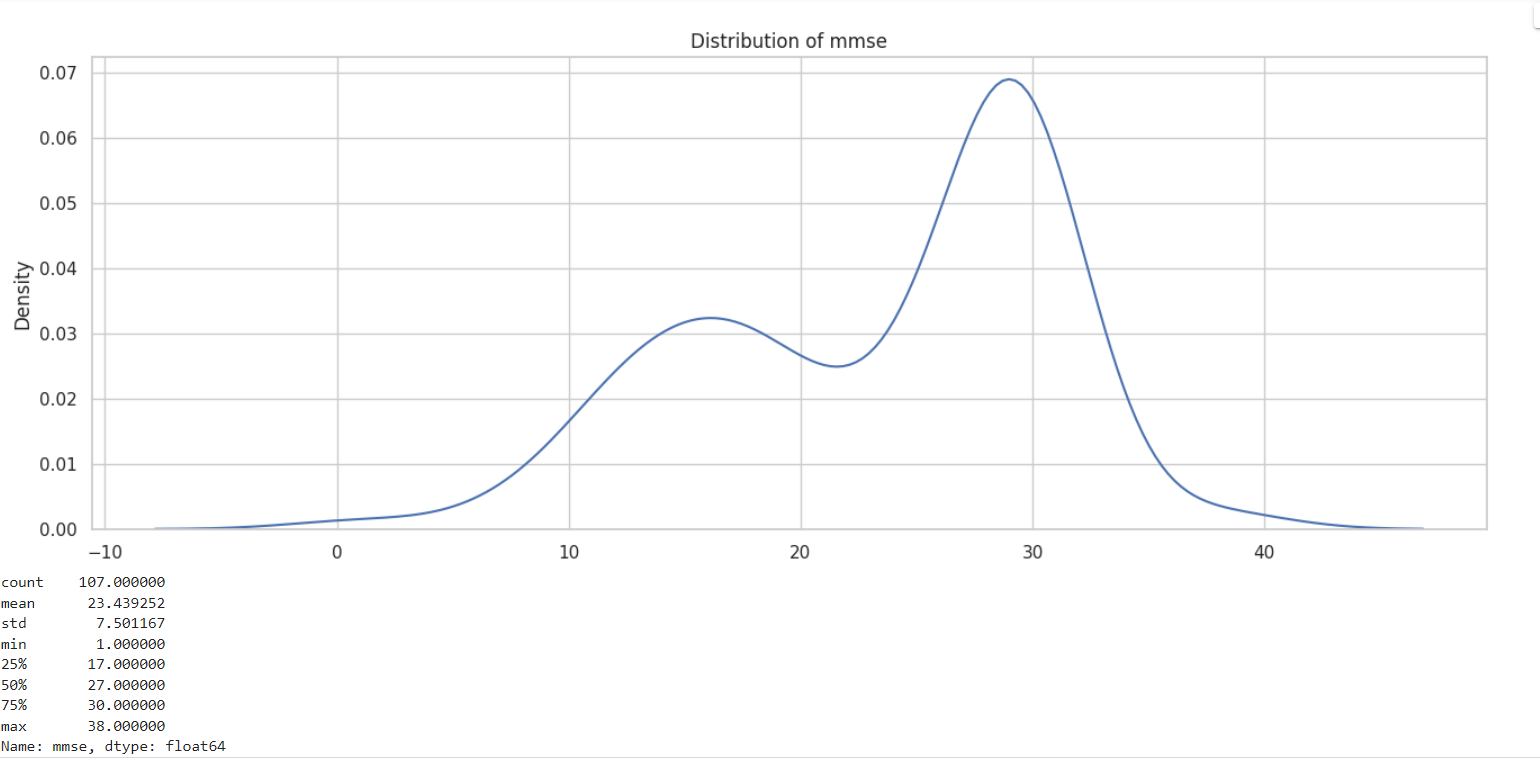 Distribution of mmse
0.07
0.06
0.05
0.04
0.03
0.02
0.01
0.00
Density
−10 0 10 20 30 40
count 107.000000
mean 23.439252
std 7.501167
min 1.000000
25% 17.000000
50% 27.000000
75% 30.000000
max 38.000000
Name: mmse, dtype: float64